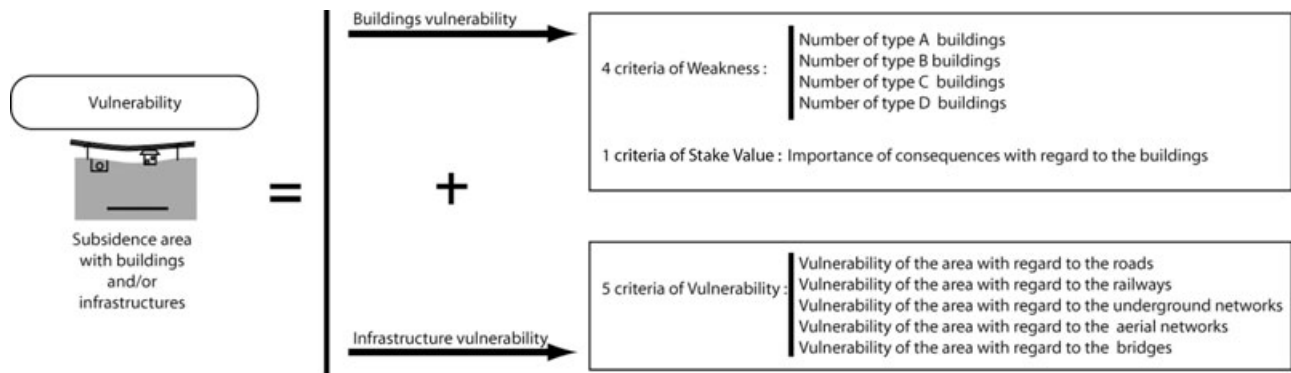 Vulnerability
Subsidence area
with buildings
and/or
infrastructures
=
Buildings vulnerability
+
Infrastructure vulnerability
4 criteria of Weakness :
Number of type A buildings
Number of type B buildings
Number of type C buildings
Number of type D buildings
1 criteria of Stake Value : Importance of consequences with regard to the buildings
5 criteria of Vulnerability :
Vulnerability of the area with regard to the roads
Vulnerability of the area with regard to the railways
Vulnerability of the area with regard to the underground networks
Vulnerability of the area with regard to the aerial networks
Vulnerability of the area with regard to the bridges